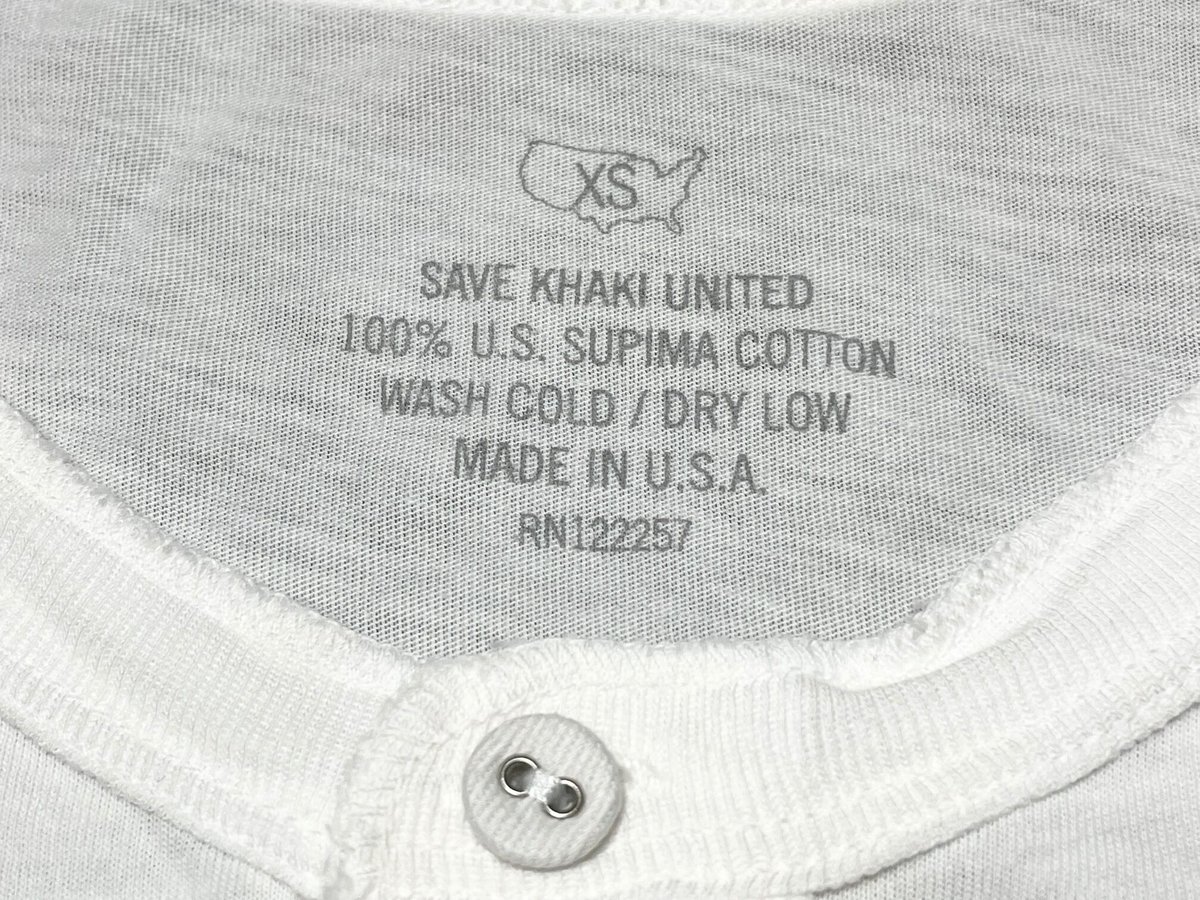 XS
SAVE KHAKI UNITED
100% U.S. SUPIMA COTTON
WASH COLD / DRY LOW
MADE IN U.S.A.
RN122257